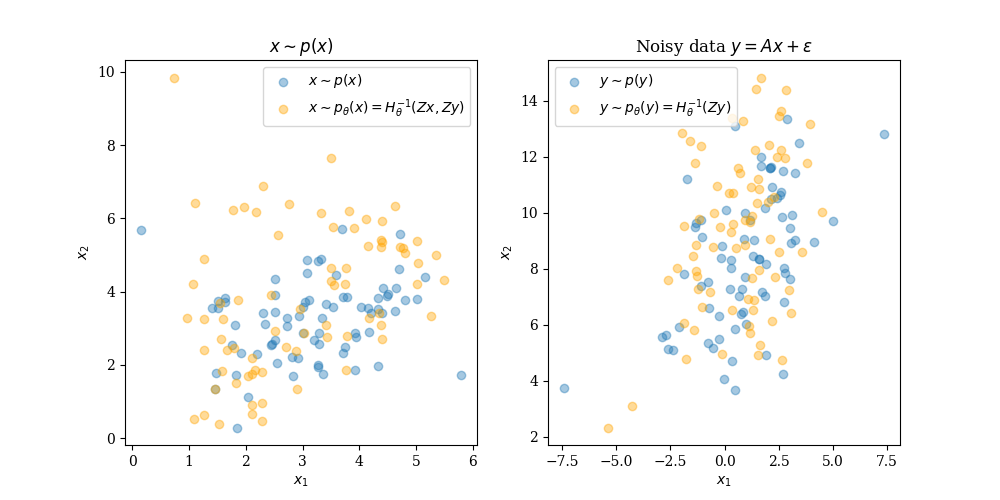 x ∼ p(x)
x ∼ p(x)
x ∼ p_θ(x) = H_θ^{-1}(Zx, Zy)
10
8
6
4
2
0
x_2
0 1 2 3 4 5 6
x_1
Noisy data y = Ax + ε
y ∼ p(y)
y ∼ p_θ(y) = H_θ^{-1}(Zy)
14
12
10
8
6
4
2
x_2
−7.5 −5.0 −2.5 0.0 2.5 5.0 7.5
x_1